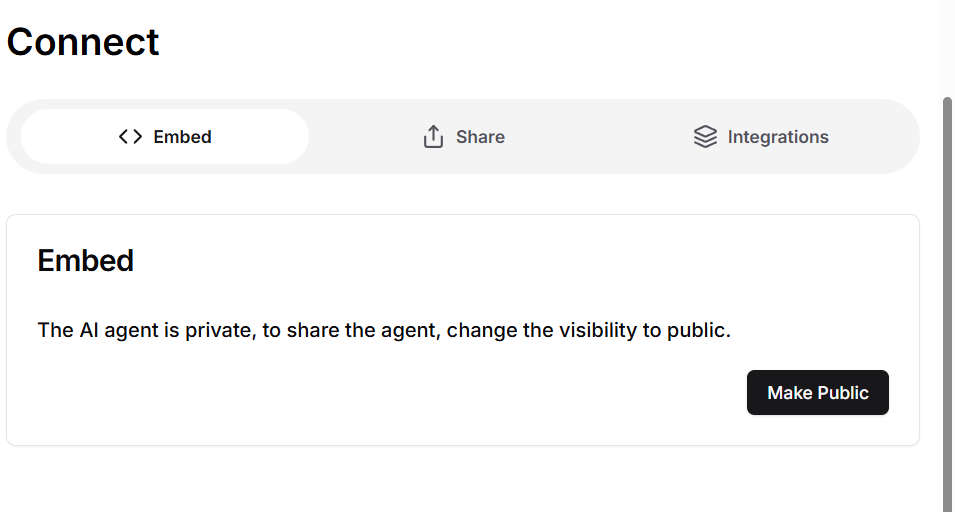 Connect
Embed
Share
Integrations
Embed
The AI agent is private, to share the agent, change the visibility to public.
Make Public